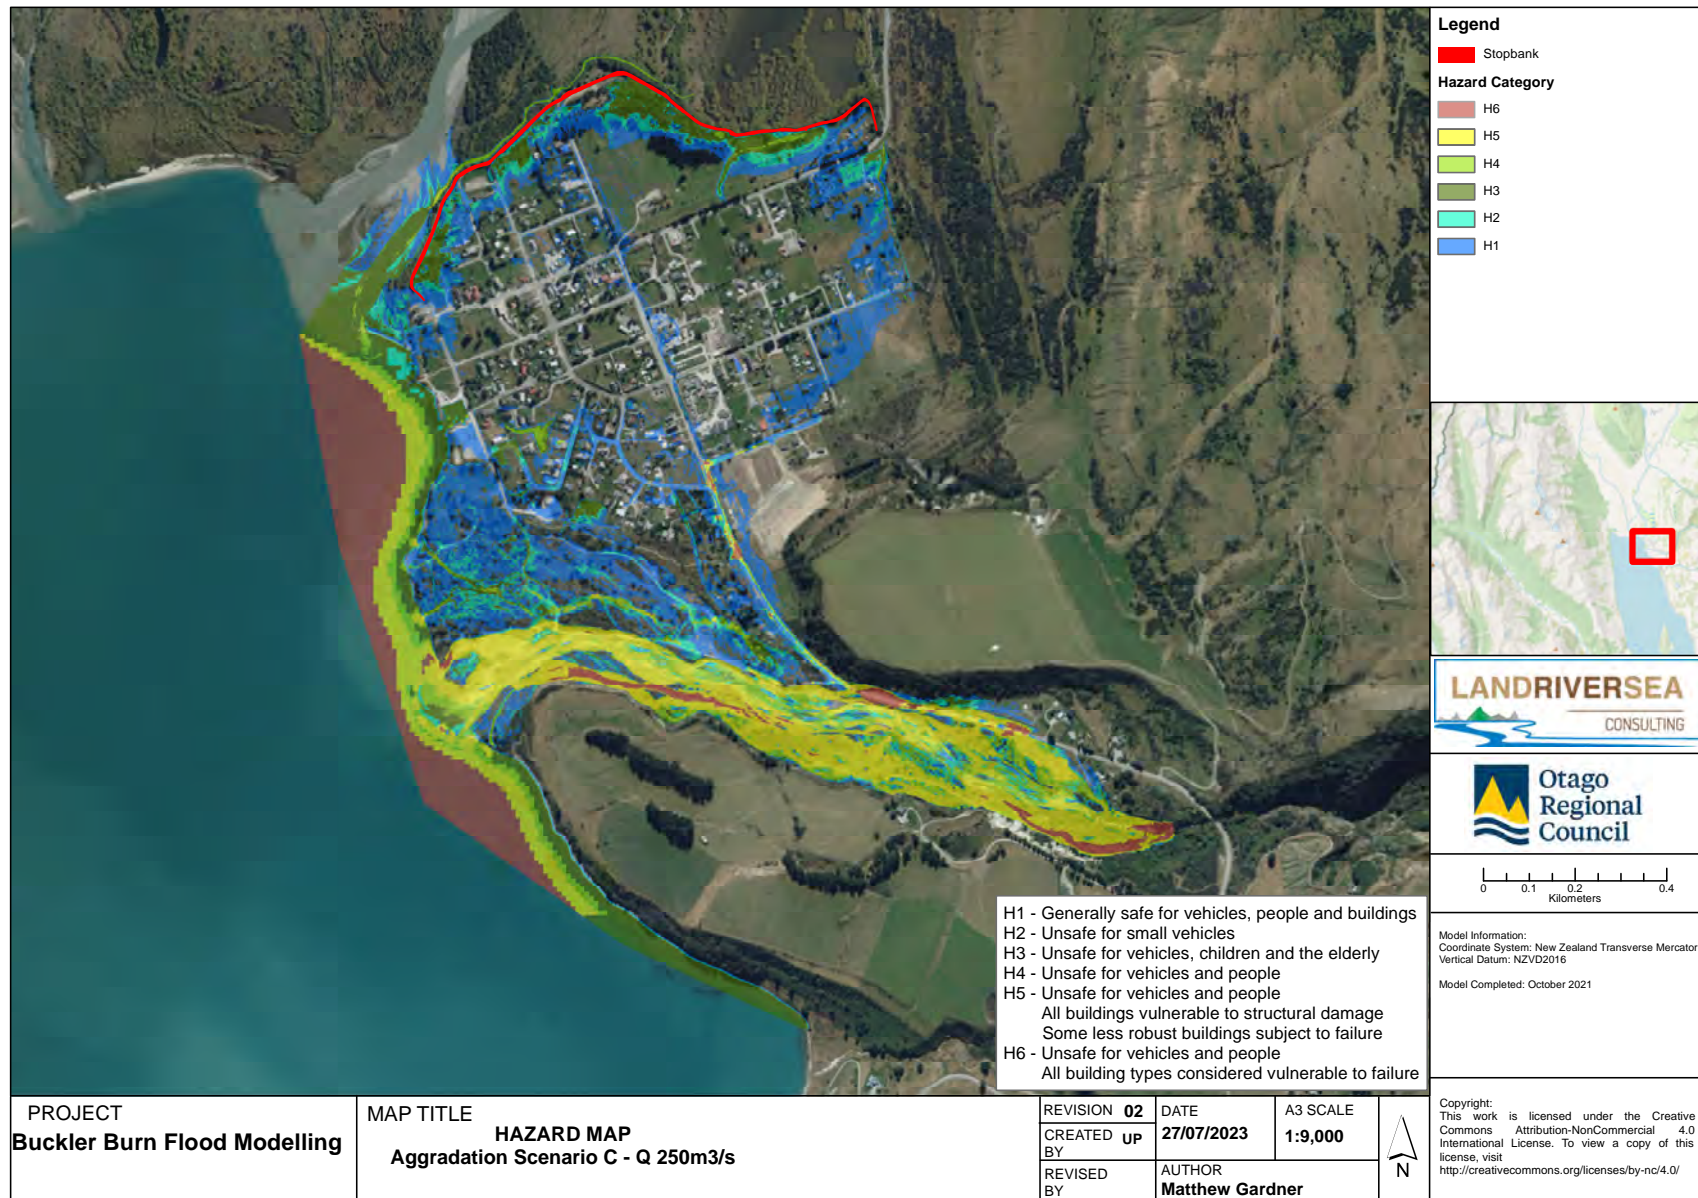 Legend
Stopbank
Hazard Category
H6
H5
H4
H3
H2
H1
LANDRIVERSEA
CONSULTING
Otago
Regional
Council
0 0.1 0.2 0.4
Kilometers
Model Information:
Coordinate System: New Zealand Transverse Mercator
Vertical Datum: NZVD2016
Model Completed: October 2021
Copyright:
This work is licensed under the Creative
Commons Attribution-NonCommercial 4.0
International License. To view a copy of this
license, visit
http://creativecommons.org/licenses/by-nc/4.0/
H1 - Generally safe for vehicles, people and buildings
H2 - Unsafe for small vehicles
H3 - Unsafe for vehicles, children and the elderly
H4 - Unsafe for vehicles and people
H5 - Unsafe for vehicles and people
All buildings vulnerable to structural damage
Some less robust buildings subject to failure
H6 - Unsafe for vehicles and people
All building types considered vulnerable to failure
PROJECT
Buckler Burn Flood Modelling
MAP TITLE
HAZARD MAP
Aggradation Scenario C - Q 250m3/s
REVISION 02
CREATED BY UP
REVISED BY
DATE
27/07/2023
A3 SCALE
1:9,000
AUTHOR
Matthew Gardner
N